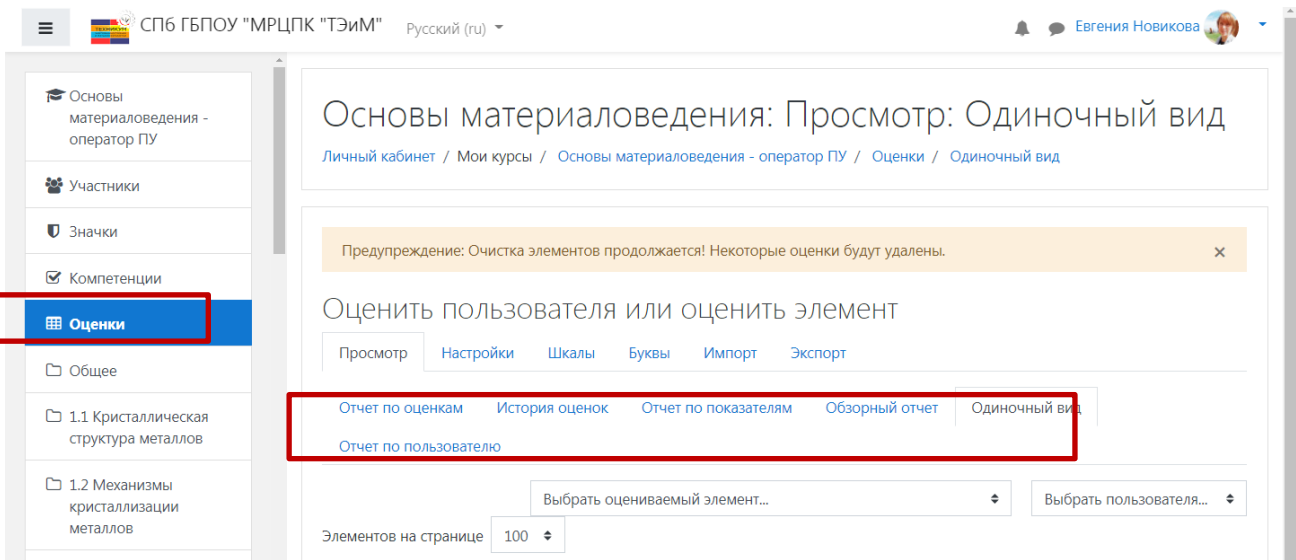 СПб ГБПОУ "МРЦПК "ТЭиМ"
Русский (ru)
Евгения Новикова
Основы
материаловедения -
оператор ПУ
Участники
Значки
Компетенции
Оценки
Общее
1.1 Кристаллическая
структура металлов
1.2 Механизмы
кристаллизации
металлов
Основы материаловедения: Просмотр: Одиночный вид
Личный кабинет / Мои курсы / Основы материаловедения - оператор ПУ / Оценки / Одиночный вид
Предупреждение: Очистка элементов продолжается! Некоторые оценки будут удалены. ×
Оценить пользователя или оценить элемент
Просмотр Настройки Шкалы Буквы Импорт Экспорт
Отчет по оценкам История оценок Отчет по показателям Обзорный отчет Одиночный вид
Отчет по пользователю
Выбрать оцениваемый элемент... Выбрать пользователя...
Элементов на странице 100